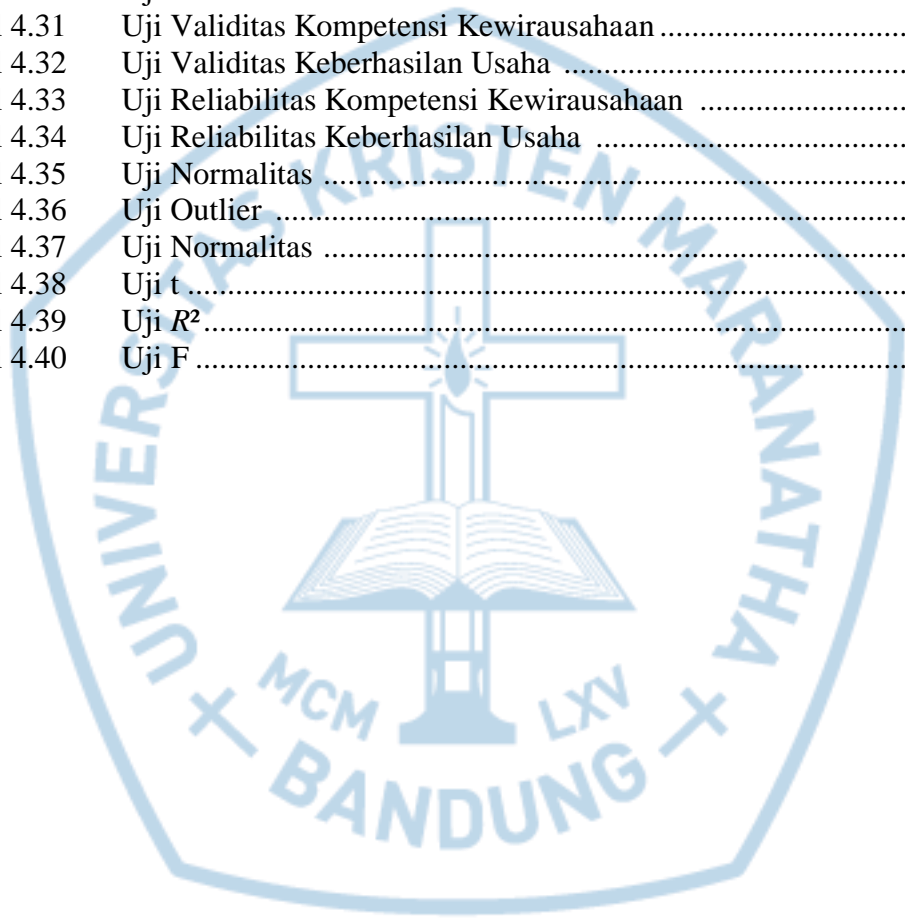 4.31 Uji Validitas Kompetensi Kewirausahaan ..........................................
4.32 Uji Validitas Keberhasilan Usaha ..........................................
4.33 Uji Reliabilitas Kompetensi Kewirausahaan ..........................................
4.34 Uji Reliabilitas Keberhasilan Usaha ..........................................
4.35 Uji Normalitas ..........................................
4.36 Uji Outlier ..........................................
4.37 Uji Normalitas ..........................................
4.38 Uji t ..........................................
4.39 Uji R² ..........................................
4.40 Uji F ..........................................
UNIVERSITAS KRISTEN MARANATHA
MCM LXV
BANDUNG